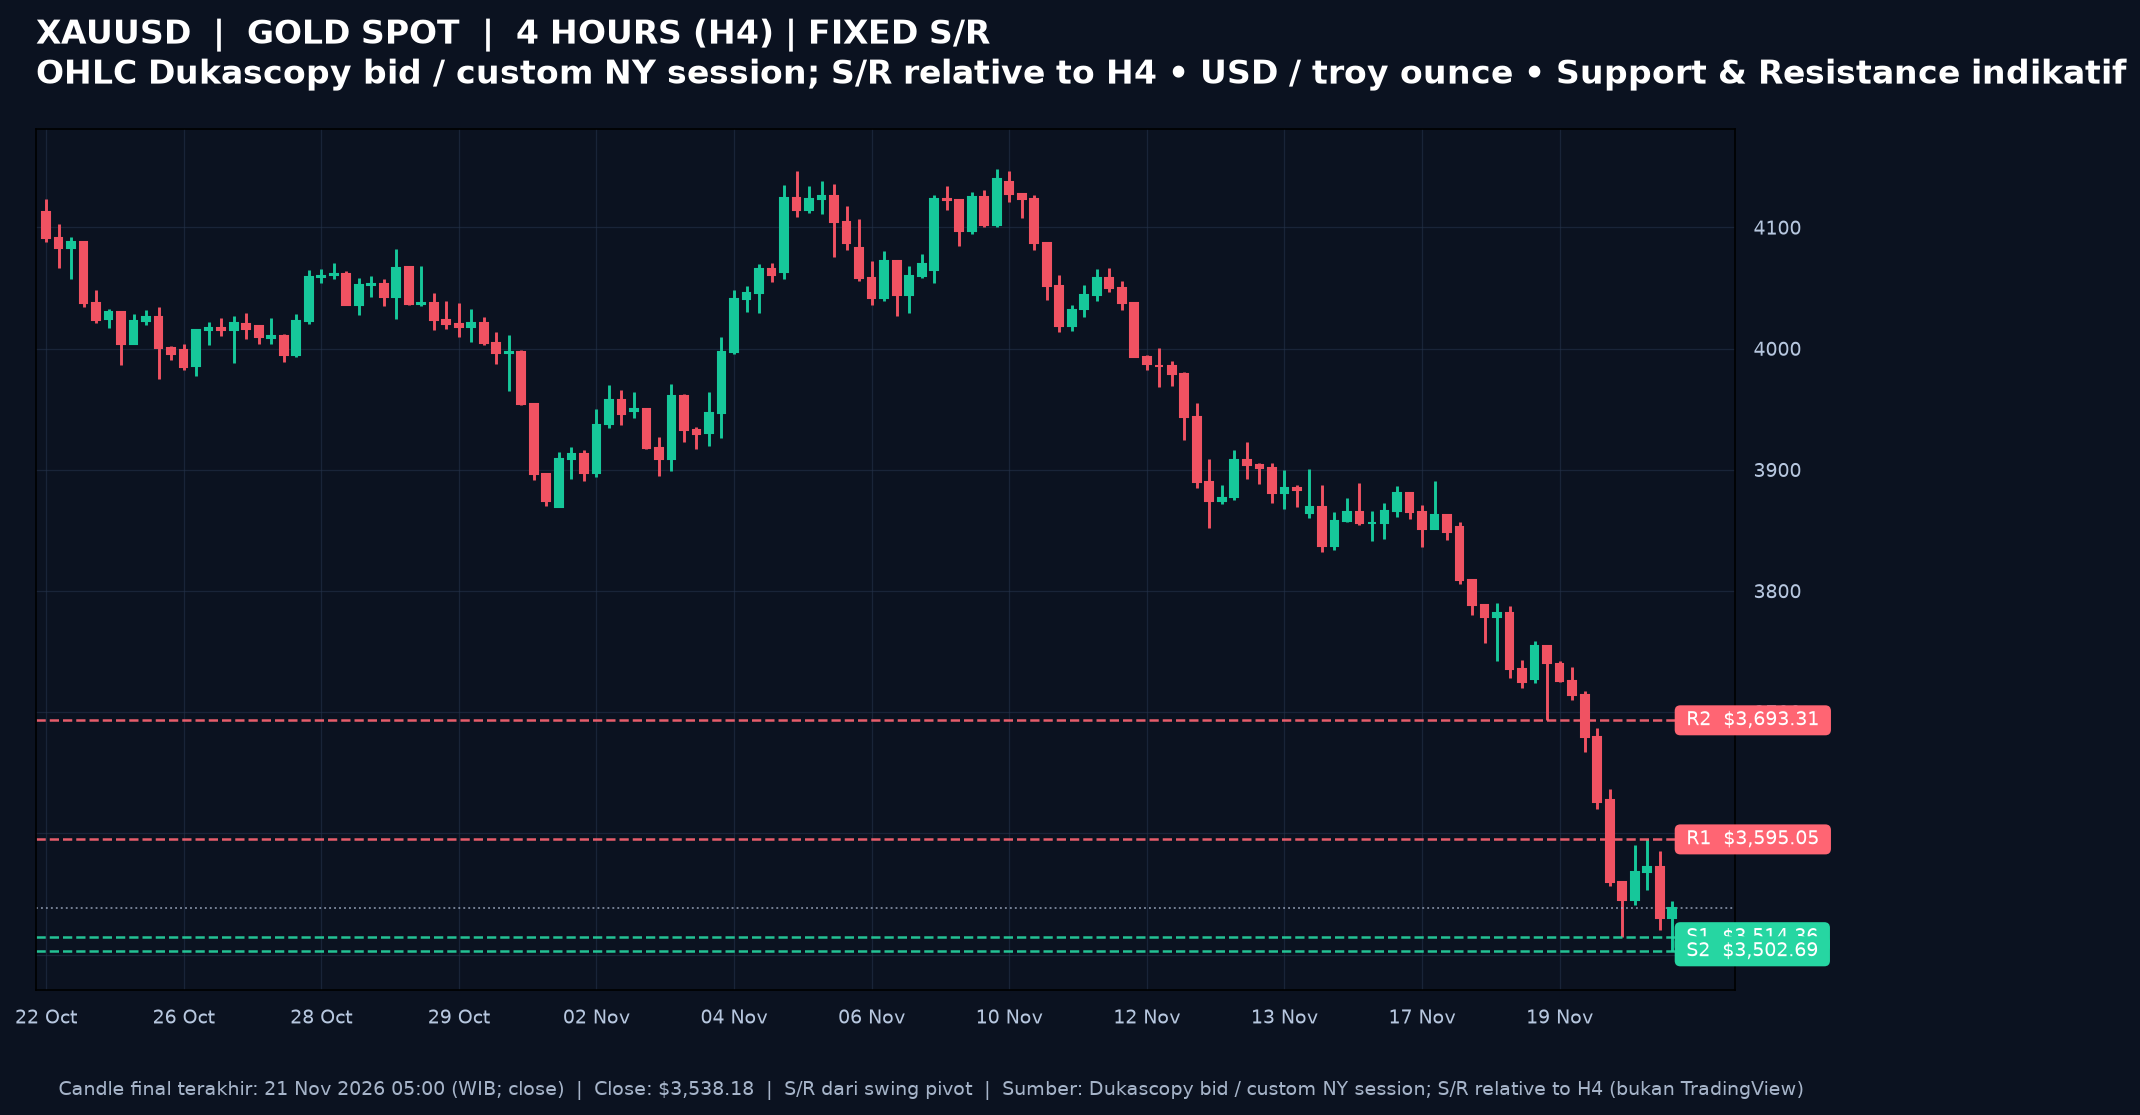 XAUUSD | GOLD SPOT | 4 HOURS (H4) | FIXED S/R
OHLC Dukascopy bid / custom NY session; S/R relative to H4 • USD / troy ounce • Support & Resistance indikatif
4100
4000
3900
3800
R2 $3,693.31
R1 $3,595.05
S1 $3,514.36
S2 $3,502.69
22 Oct 26 Oct 28 Oct 29 Oct 02 Nov 04 Nov 06 Nov 10 Nov 12 Nov 13 Nov 17 Nov 19 Nov
Candle final terakhir: 21 Nov 2026 05:00 (WIB; close) | Close: $3,538.18 | S/R dari swing pivot | Sumber: Dukascopy bid / custom NY session; S/R relative to H4 (bukan TradingView)